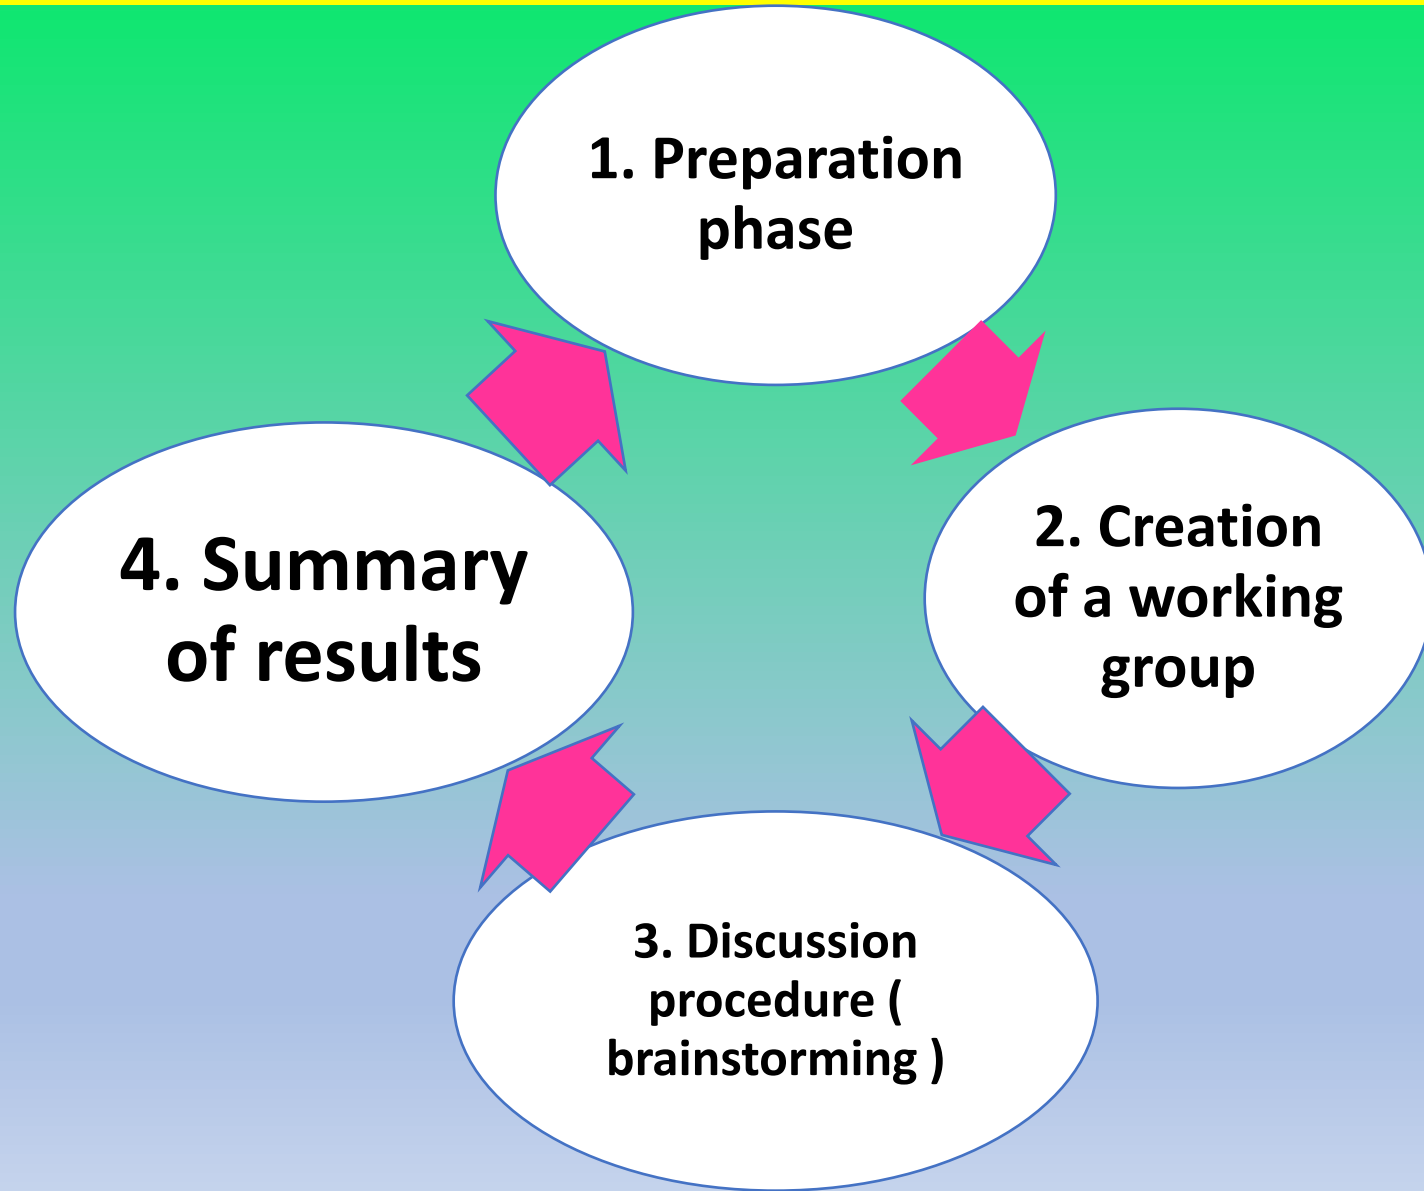 1. Preparation
phase
2. Creation
of a working
group
3. Discussion
procedure (
brainstorming )
4. Summary
of results